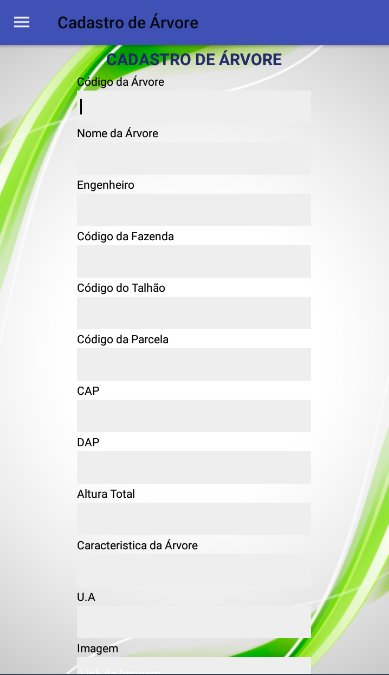 Cadastro de Árvore
CADASTRO DE ÁRVORE
Código da Árvore
Nome da Árvore
Engenheiro
Código da Fazenda
Código do Talhão
Código da Parcela
CAP
DAP
Altura Total
Caracteristica da Árvore
U.A
Imagem